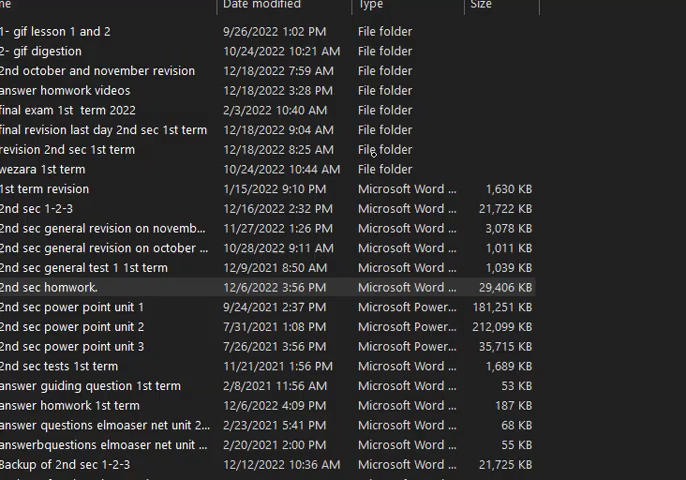 Date modified Type Size
1- gif lesson 1 and 2 9/26/2022 1:02 PM File folder
2- gif digestion 10/24/2022 10:21 AM File folder
2nd october and november revision 12/18/2022 7:59 AM File folder
answer homwork videos 12/18/2022 3:28 PM File folder
final exam 1st term 2022 2/3/2022 10:40 AM File folder
final revision last day 2nd sec 1st term 12/18/2022 9:04 AM File folder
revision 2nd sec 1st term 12/18/2022 8:25 AM File folder
wezara 1st term 10/24/2022 10:44 AM File folder
1st term revision 1/15/2022 9:10 PM Microsoft Word ... 1,630 KB
2nd sec 1-2-3 12/16/2022 2:32 PM Microsoft Word ... 21,722 KB
2nd sec general revision on novemb... 11/27/2022 1:26 PM Microsoft Word ... 3,078 KB
2nd sec general revision on october ... 10/28/2022 9:11 AM Microsoft Word ... 1,011 KB
2nd sec general test 1 1st term 12/9/2021 8:50 AM Microsoft Word ... 1,039 KB
2nd sec homwork. 12/6/2022 3:56 PM Microsoft Word ... 29,406 KB
2nd sec power point unit 1 9/24/2021 2:37 PM Microsoft Power... 181,251 KB
2nd sec power point unit 2 7/31/2021 1:08 PM Microsoft Power... 212,099 KB
2nd sec power point unit 3 7/26/2021 3:56 PM Microsoft Power... 35,715 KB
2nd sec tests 1st term 11/21/2021 1:56 PM Microsoft Word ... 1,689 KB
answer guiding question 1st term 2/8/2021 11:56 AM Microsoft Word ... 53 KB
answer homwork 1st term 12/6/2022 4:09 PM Microsoft Word ... 187 KB
answer questions elmoaser net unit 2... 2/23/2021 5:41 PM Microsoft Word ... 68 KB
answerbquestions elmoaser net unit ... 2/20/2021 2:00 PM Microsoft Word ... 55 KB
Backup of 2nd sec 1-2-3 12/12/2022 10:36 AM Microsoft Word ... 21,725 KB